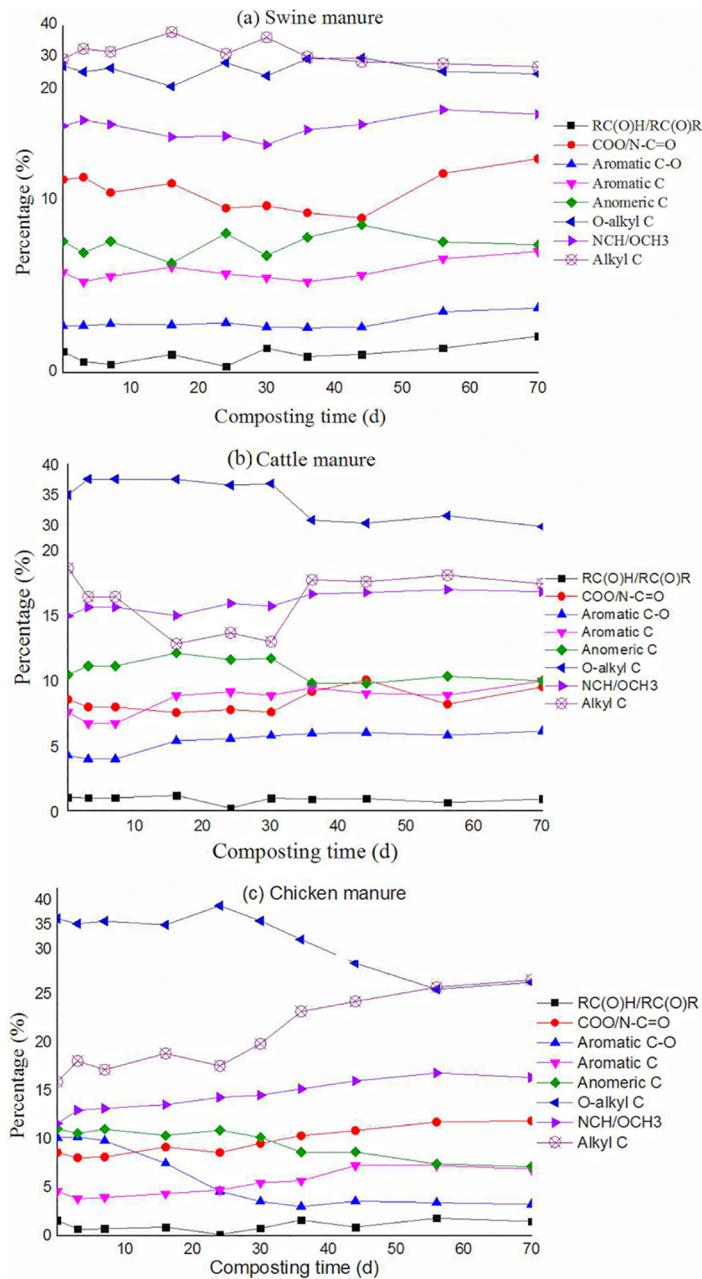 (a) Swine manure
40
30
20
10
0
Percentage (%)
10 20 30 40 50 60 70
Composting time (d)
RC(O)H/RC(O)R
COO/N-C=O
Aromatic C-O
Aromatic C
Anomeric C
O-alkyl C
NCH/OCH3
Alkyl C
(b) Cattle manure
40
35
30
20
15
10
5
0
Percentage (%)
10 20 30 40 50 60 70
Composting time (d)
RC(O)H/RC(O)R
COO/N-C=O
Aromatic C-O
Aromatic C
Anomeric C
O-alkyl C
NCH/OCH3
Alkyl C
(c) Chicken manure
40
35
30
25
20
15
10
5
0
Percentage (%)
10 20 30 40 50 60 70
Composting time (d)
RC(O)H/RC(O)R
COO/N-C=O
Aromatic C-O
Aromatic C
Anomeric C
O-alkyl C
NCH/OCH3
Alkyl C